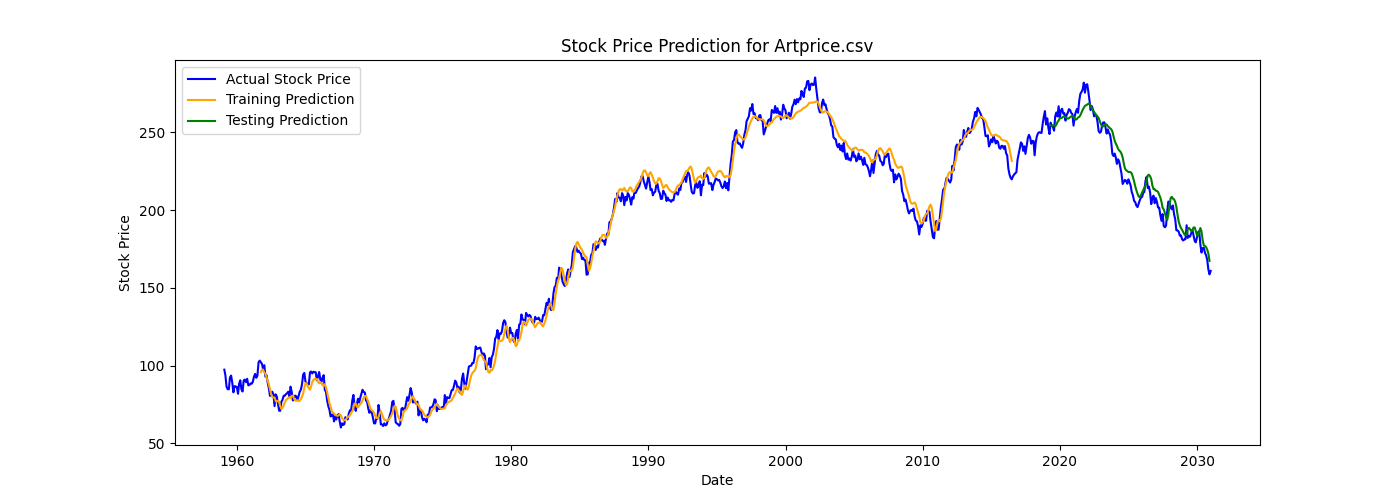 Stock Price Prediction for Artprice.csv
Actual Stock Price
Training Prediction
Testing Prediction
250
200
150
100
50
Stock Price
1960 1970 1980 1990 2000 2010 2020 2030
Date